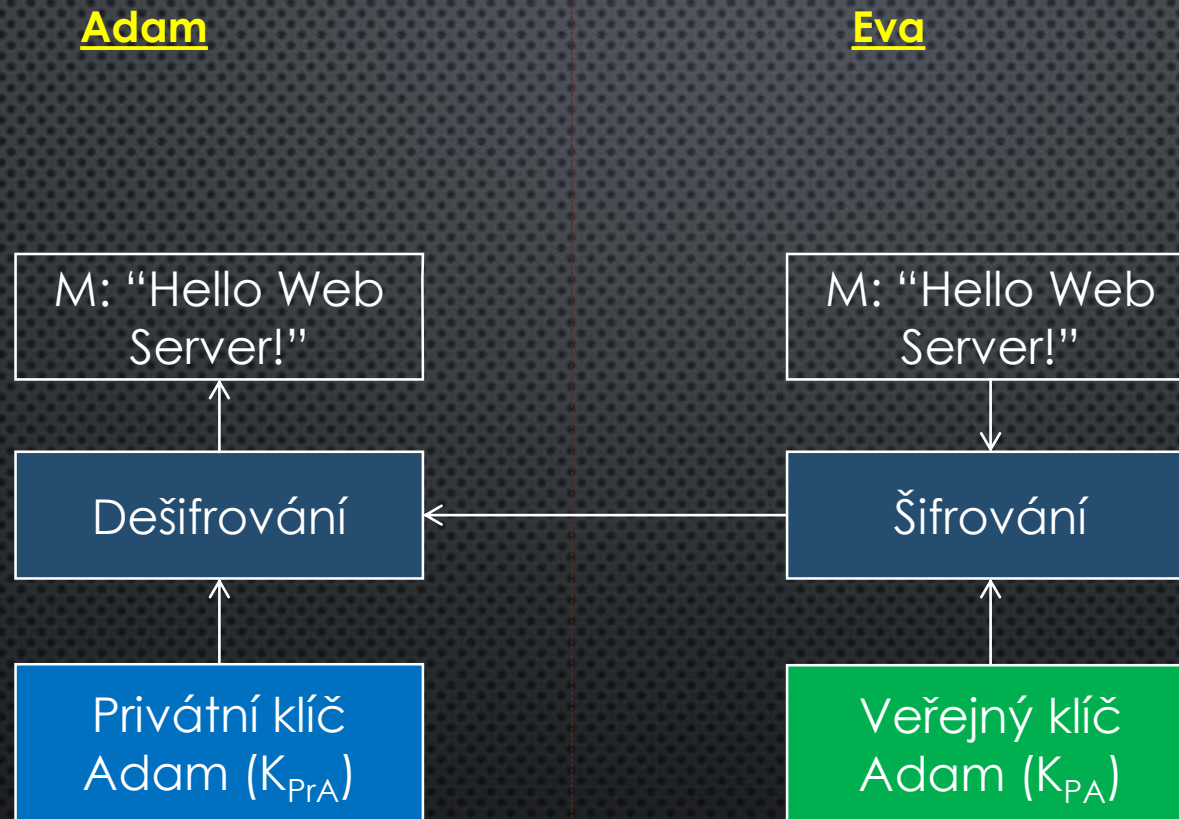 Adam
Eva
M: “Hello Web
Server!”
M: “Hello Web
Server!”
Dešifrování
Šifrování
Privátní klíč
Adam (KPrA)
Veřejný klíč
Adam (KPA)